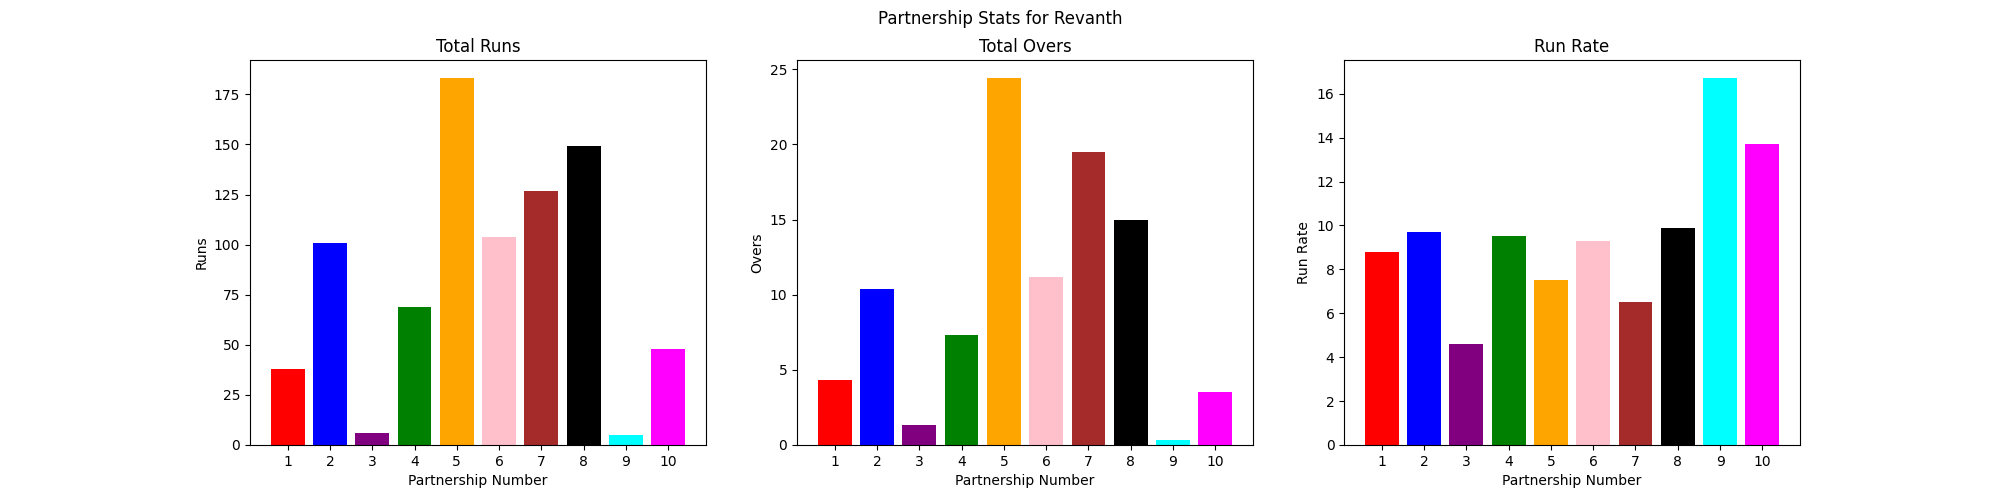 Partnership Stats for Revanth
Total Runs
175
150
125
100
75
50
25
0
Runs
1 2 3 4 5 6 7 8 9 10
Partnership Number
Total Overs
25
20
15
10
5
0
Overs
1 2 3 4 5 6 7 8 9 10
Partnership Number
Run Rate
16
14
12
10
8
6
4
2
0
Run Rate
1 2 3 4 5 6 7 8 9 10
Partnership Number